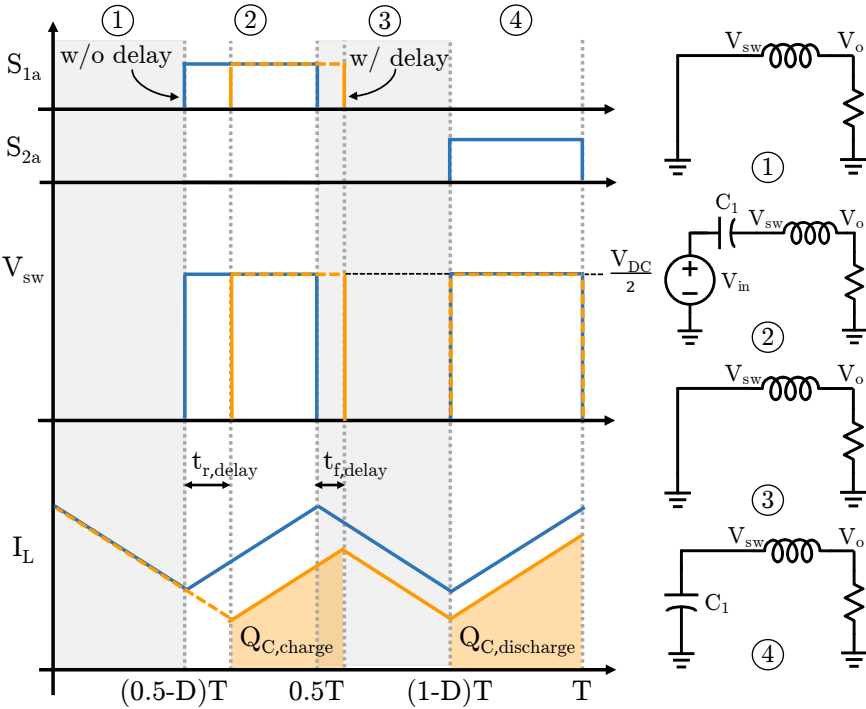 ① ② ③ ④
S1a
w/o delay
w/ delay
S2a
Vsw
VDC
2
tr,delay
tf,delay
IL
QC,charge
QC,discharge
(0.5-D)T
0.5T
(1-D)T
T
Vsw
Vo
①
C1
Vsw
Vo
+
−
Vin
②
Vsw
Vo
③
Vsw
Vo
C1
④